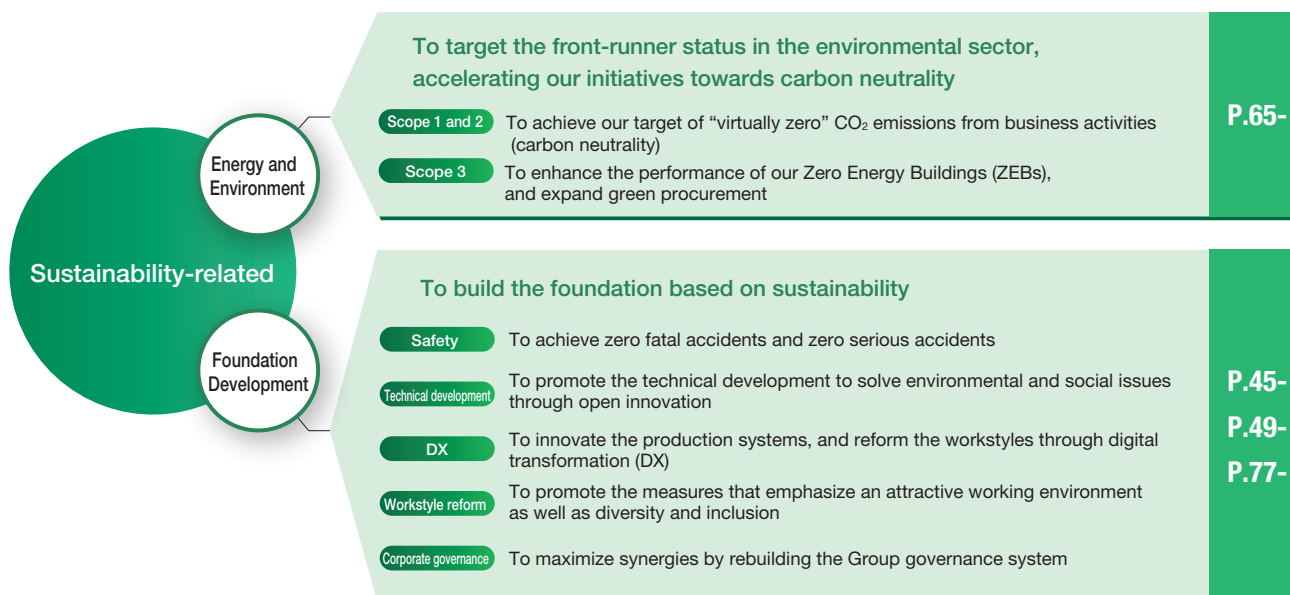 Sustainability-related
Energy and
Environment
To target the front-runner status in the environmental sector,
accelerating our initiatives towards carbon neutrality
Scope 1 and 2
To achieve our target of “virtually zero” CO₂ emissions from business activities
(carbon neutrality)
Scope 3
To enhance the performance of our Zero Energy Buildings (ZEBs),
and expand green procurement
P.65-
Foundation
Development
To build the foundation based on sustainability
Safety
To achieve zero fatal accidents and zero serious accidents
Technical development
To promote the technical development to solve environmental and social issues
through open innovation
DX
To innovate the production systems, and reform the workstyles through digital
transformation (DX)
Workstyle reform
To promote the measures that emphasize an attractive working environment
as well as diversity and inclusion
Corporate governance
To maximize synergies by rebuilding the Group governance system
P.45-
P.49-
P.77-